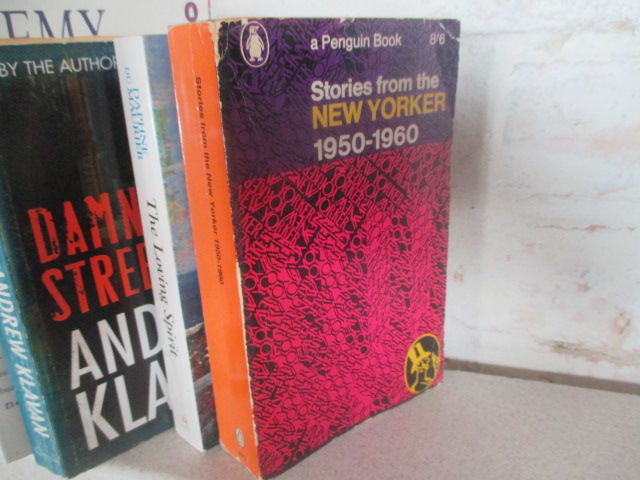 EMY
BY THE AUTHOR
DAMN
STREE
AND
KLA
ANDREW KLAVAN
The Loving Spirit
Stories from the New Yorker 1950-1960
a Penguin Book 8'6
Stories from the
NEW YORKER
1950-1960